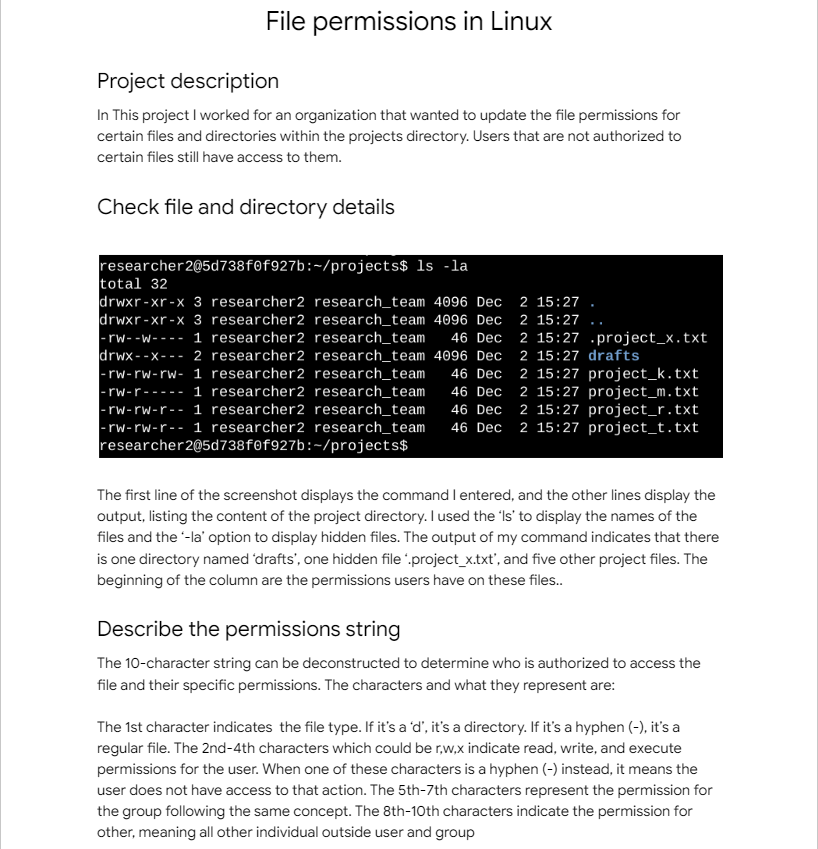 File permissions in Linux
Project description
In This project I worked for an organization that wanted to update the file permissions for
certain files and directories within the projects directory. Users that are not authorized to
certain files still have access to them.
Check file and directory details
researcher2@5d738f0f927b:~/projects$ ls -la
total 32
drwxr-xr-x 3 researcher2 research_team 4096 Dec  2 15:27 .
drwxr-xr-x 3 researcher2 research_team 4096 Dec  2 15:27 ..
-rw--w---- 1 researcher2 research_team   46 Dec  2 15:27 .project_x.txt
drwx--x--- 2 researcher2 research_team 4096 Dec  2 15:27 drafts
-rw-rw-rw- 1 researcher2 research_team   46 Dec  2 15:27 project_k.txt
-rw-r----- 1 researcher2 research_team   46 Dec  2 15:27 project_m.txt
-rw-rw-r-- 1 researcher2 research_team   46 Dec  2 15:27 project_r.txt
-rw-rw-r-- 1 researcher2 research_team   46 Dec  2 15:27 project_t.txt
researcher2@5d738f0f927b:~/projects$
The first line of the screenshot displays the command I entered, and the other lines display the
output, listing the content of the project directory. I used the ‘ls’ to display the names of the
files and the ‘-la’ option to display hidden files. The output of my command indicates that there
is one directory named ‘drafts’, one hidden file ‘.project_x.txt’, and five other project files. The
beginning of the column are the permissions users have on these files..
Describe the permissions string
The 10-character string can be deconstructed to determine who is authorized to access the
file and their specific permissions. The characters and what they represent are:
The 1st character indicates  the file type. If it’s a ‘d’, it’s a directory. If it’s a hyphen (-), it’s a
regular file. The 2nd-4th characters which could be r,w,x indicate read, write, and execute
permissions for the user. When one of these characters is a hyphen (-) instead, it means the
user does not have access to that action. The 5th-7th characters represent the permission for
the group following the same concept. The 8th-10th characters indicate the permission for
other, meaning all other individual outside user and group